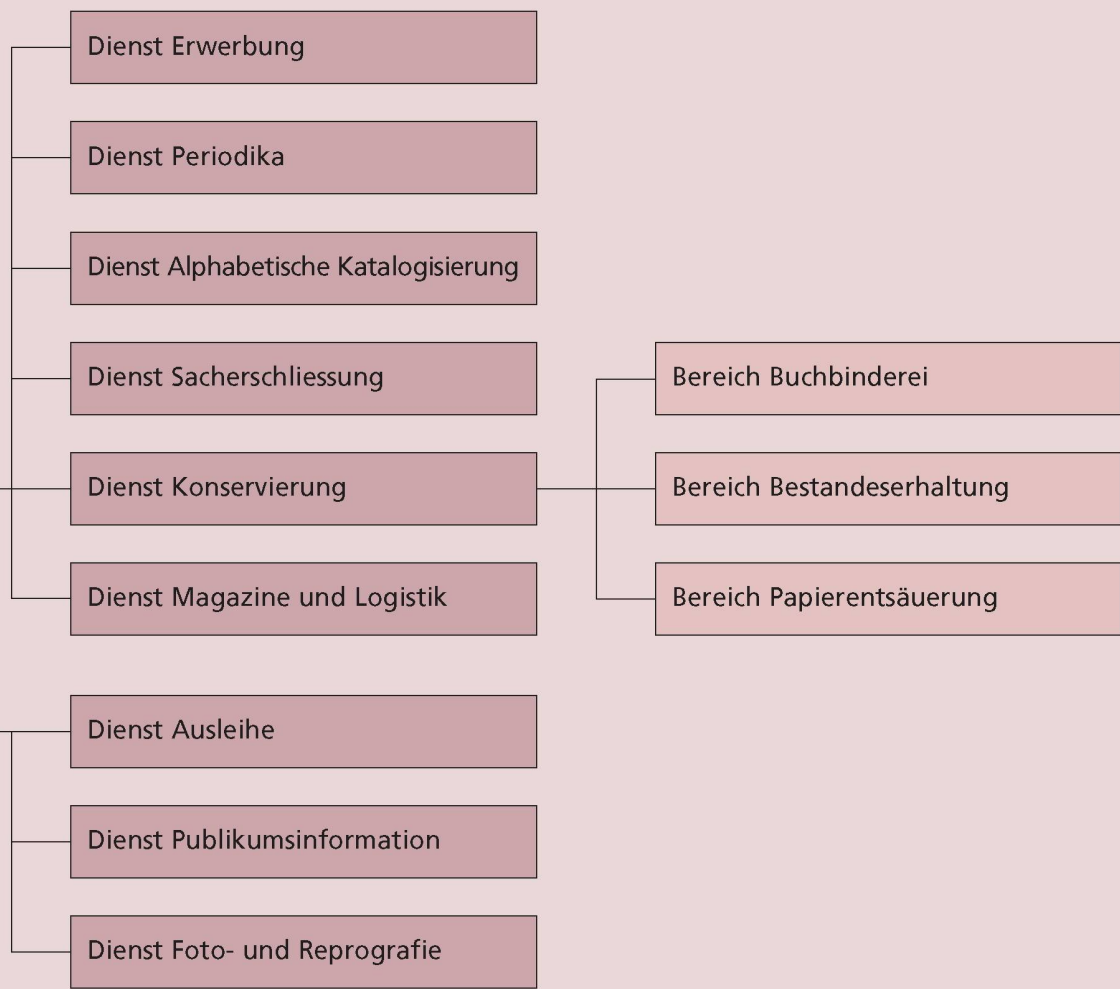 Dienst Erwerbung
Dienst Periodika
Dienst Alphabetische Katalogisierung
Dienst Sacherschliessung
Dienst Konservierung
Dienst Magazine und Logistik
Bereich Buchbinderei
Bereich Bestandeserhaltung
Bereich Papierentsäuerung
Dienst Ausleihe
Dienst Publikumsinformation
Dienst Foto- und Reprografie